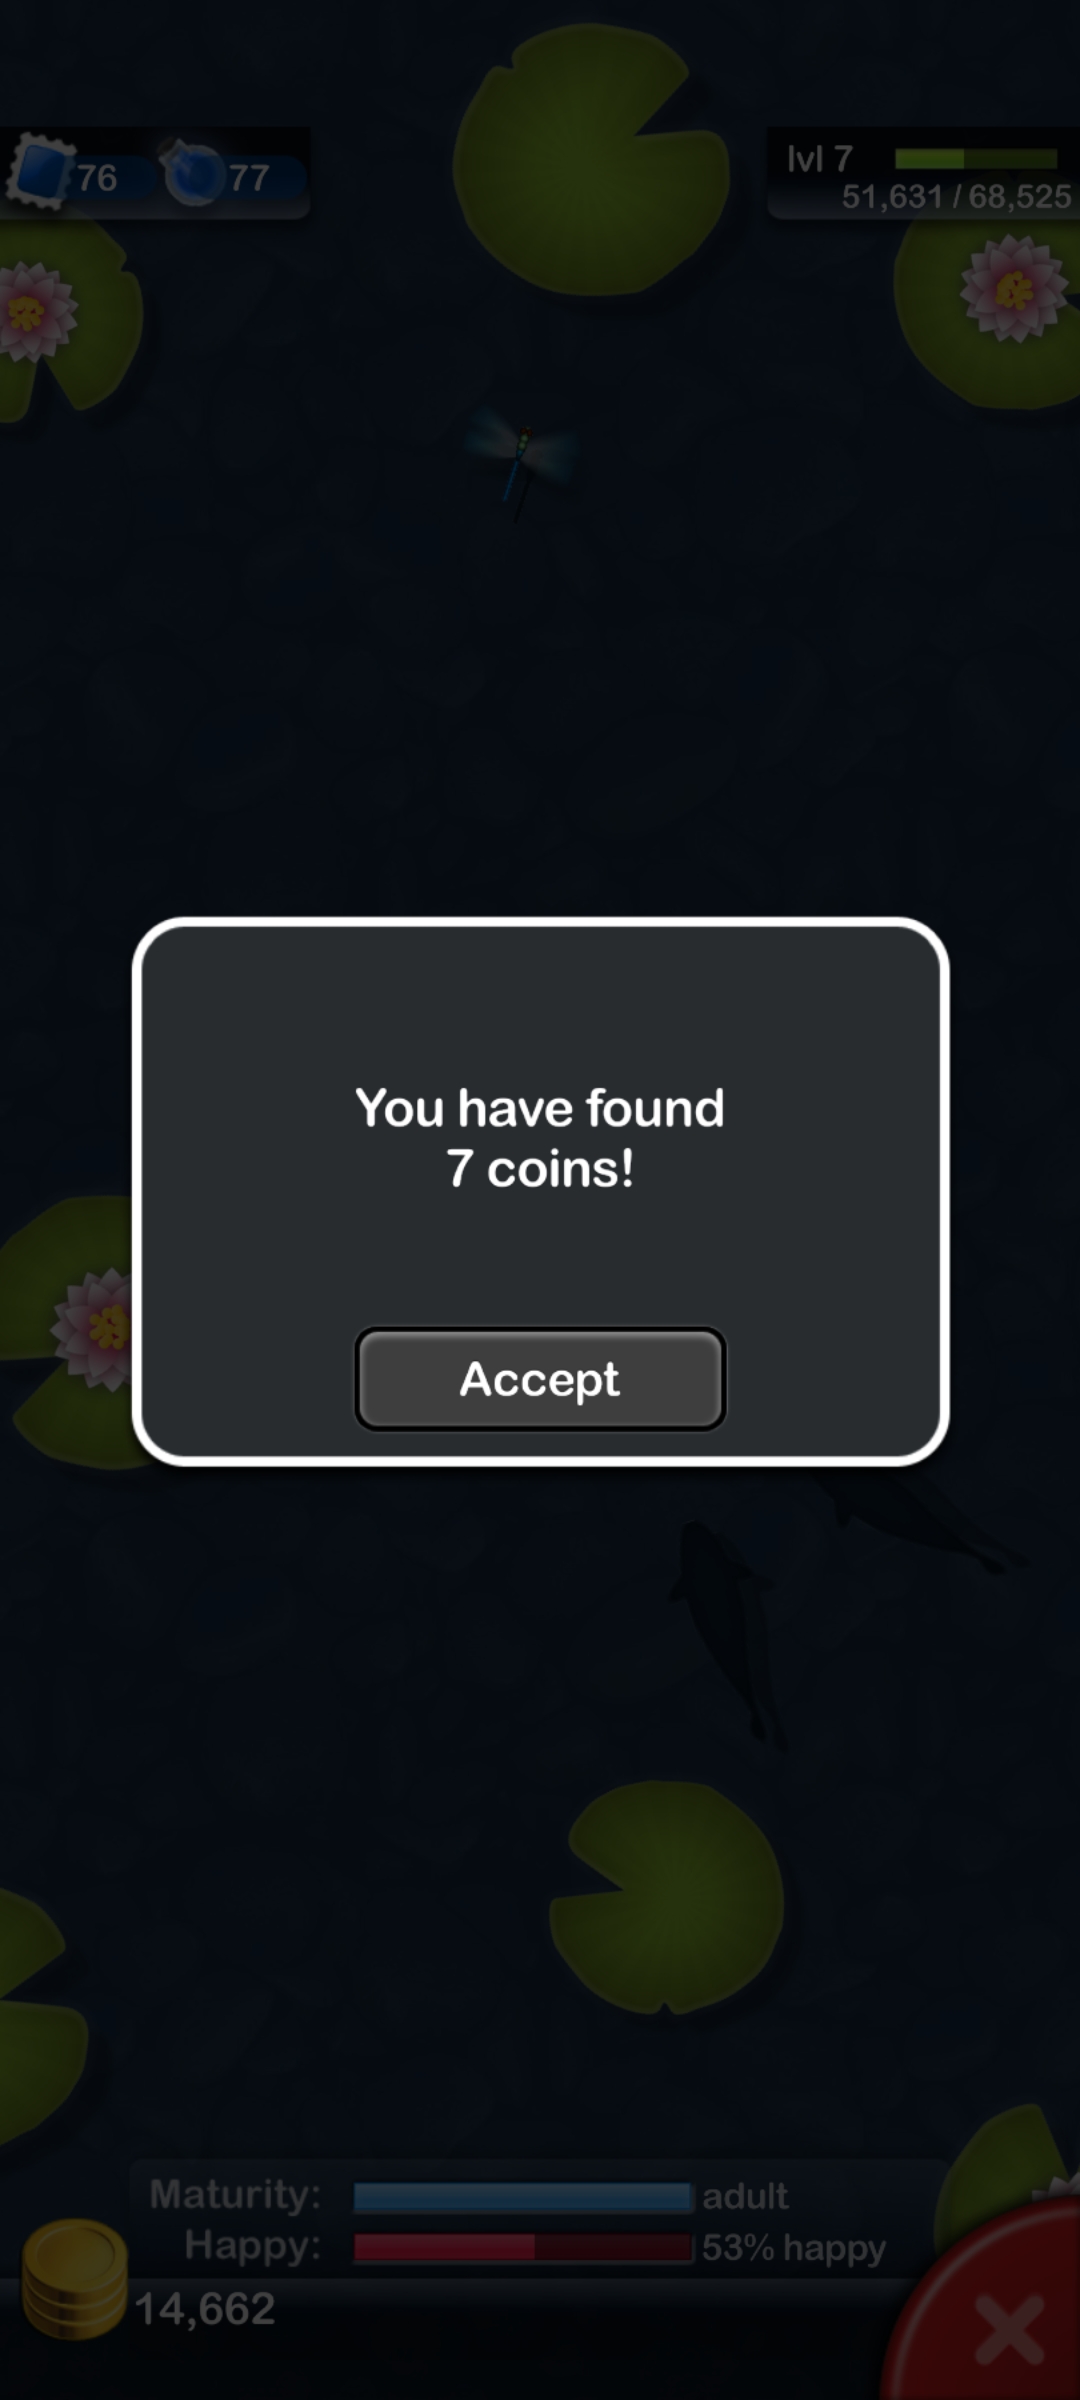 76
77
lvl 7
51,631 / 68,525
You have found
7 coins!
Accept
Maturity: adult
Happy: 53% happy
14,662